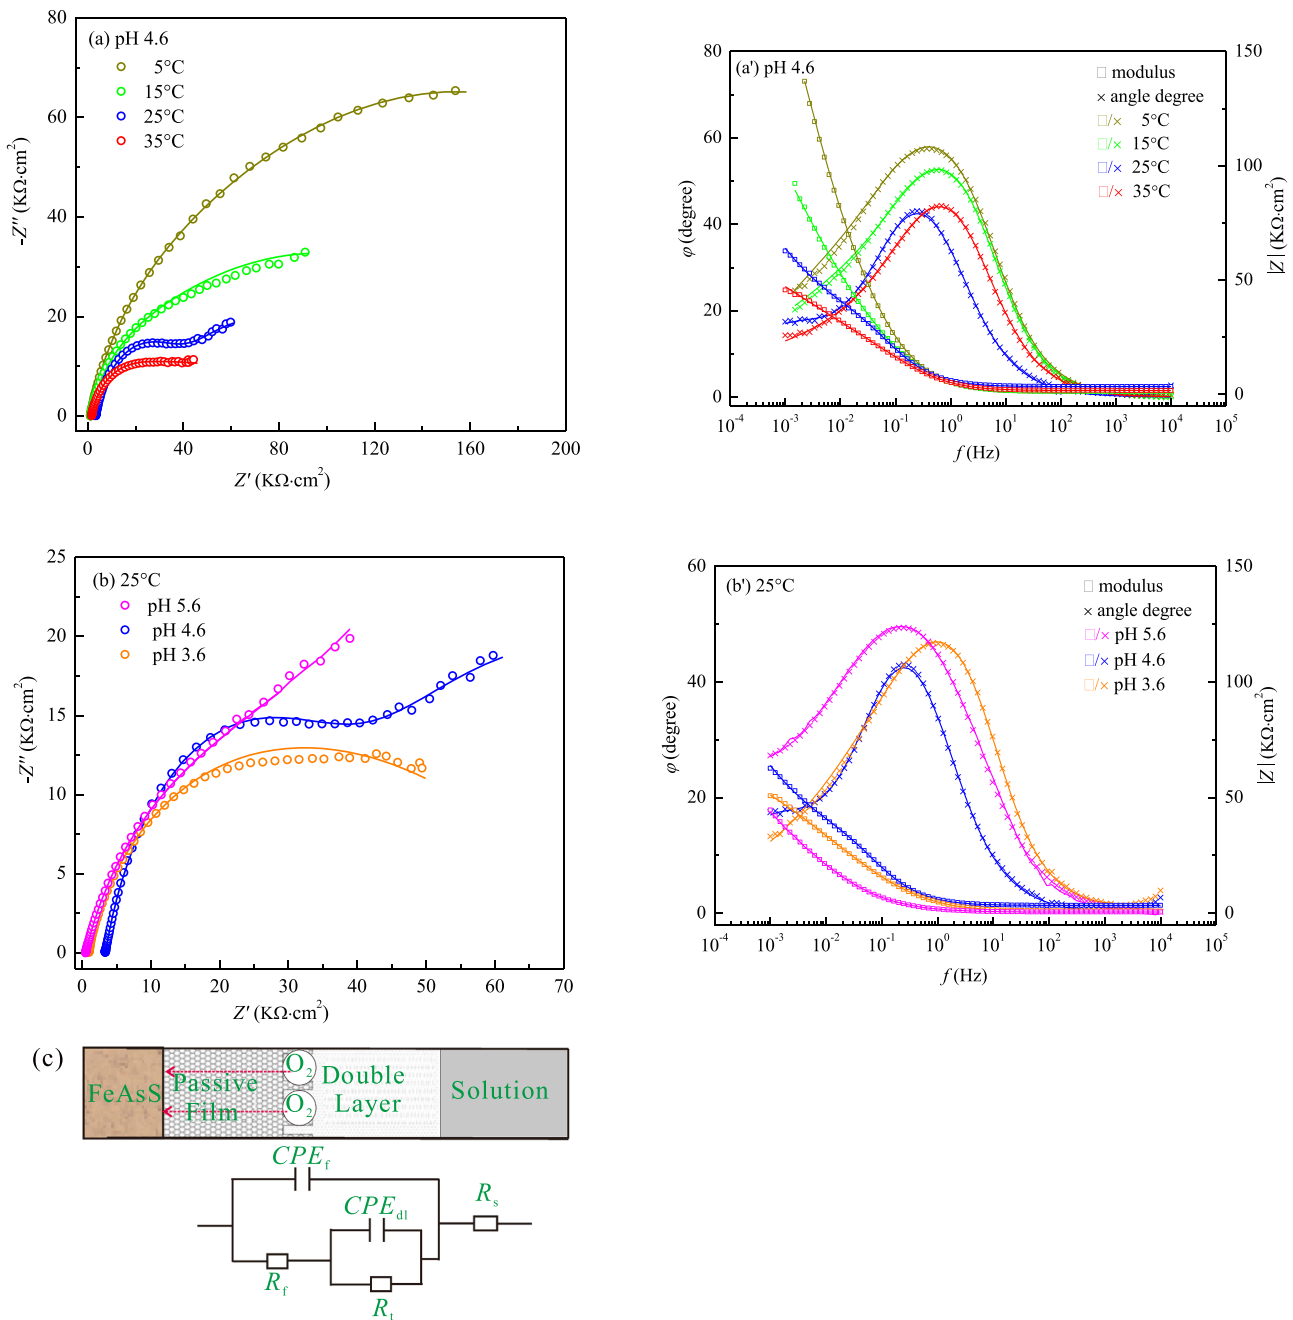 (a) pH 4.6
5°C
15°C
25°C
35°C
80
60
40
20
0
0
40
80
120
160
200
-Z″ (KΩ·cm²)
Z′ (KΩ·cm²)
(a') pH 4.6
□ modulus
× angle degree
□/× 5°C
□/× 15°C
□/× 25°C
□/× 35°C
80
60
40
20
0
150
100
50
0
10⁻⁴
10⁻³
10⁻²
10⁻¹
10⁰
10¹
10²
10³
10⁴
10⁵
φ (degree)
|Z| (KΩ·cm²)
f (Hz)
(b) 25°C
pH 5.6
pH 4.6
pH 3.6
25
20
15
10
5
0
0
10
20
30
40
50
60
70
-Z″ (KΩ·cm²)
Z′ (KΩ·cm²)
(b') 25°C
□ modulus
× angle degree
□/× pH 5.6
□/× pH 4.6
□/× pH 3.6
60
50
40
30
20
10
0
150
100
50
0
10⁻⁴
10⁻³
10⁻²
10⁻¹
10⁰
10¹
10²
10³
10⁴
10⁵
φ (degree)
|Z| (KΩ·cm²)
f (Hz)
(c)
FeAsS
Passive
Film
O₂
O₂
Double
Layer
Solution
CPE_f
CPE_dl
R_s
R_f
R_t